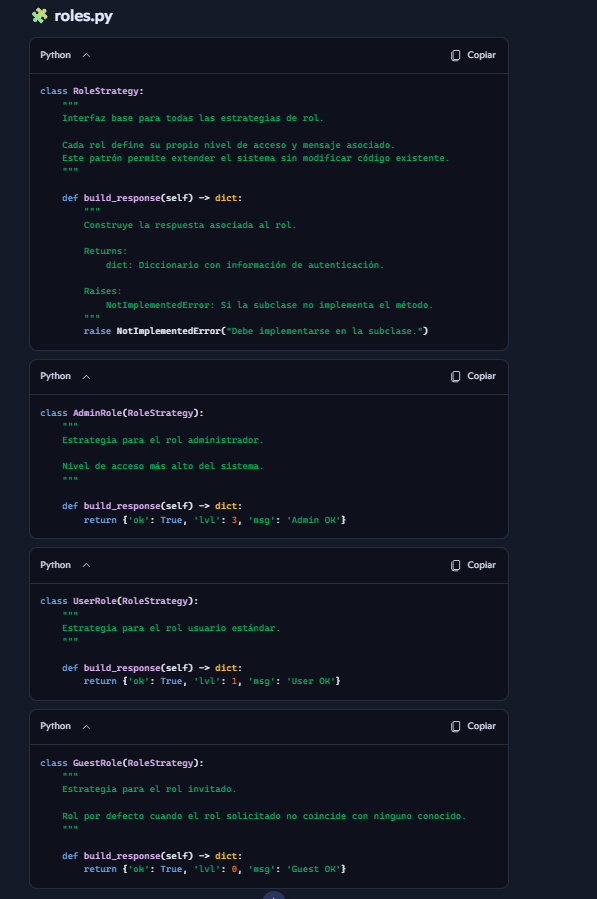 roles.py
Python
Copiar
class RoleStrategy:
    """
    Interfaz base para todas las estrategias de rol.

    Cada rol define su propio nivel de acceso y mensaje asociado.
    Este patrón permite extender el sistema sin modificar código existente.
    """

    def build_response(self) -> dict:
        """
        Construye la respuesta asociada al rol.

        Returns:
            dict: Diccionario con información de autenticación.

        Raises:
            NotImplementedError: Si la subclase no implementa el método.
        """
        raise NotImplementedError("Debe implementarse en la subclase.")
Python
Copiar
class AdminRole(RoleStrategy):
    """
    Estrategia para el rol administrador.

    Nivel de acceso más alto del sistema.
    """

    def build_response(self) -> dict:
        return {'ok': True, 'lvl': 3, 'msg': 'Admin OK'}
Python
Copiar
class UserRole(RoleStrategy):
    """
    Estrategia para el rol usuario estándar.
    """

    def build_response(self) -> dict:
        return {'ok': True, 'lvl': 1, 'msg': 'User OK'}
Python
Copiar
class GuestRole(RoleStrategy):
    """
    Estrategia para el rol invitado.

    Rol por defecto cuando el rol solicitado no coincide con ninguno conocido.
    """

    def build_response(self) -> dict:
        return {'ok': True, 'lvl': 0, 'msg': 'Guest OK'}